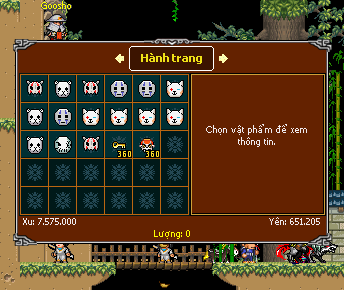 Goosho
Hành trang
Chọn vật phẩm để xem
thông tin.
360 360
Xu: 7.575.000 Yên: 651.205
Lượng: 0